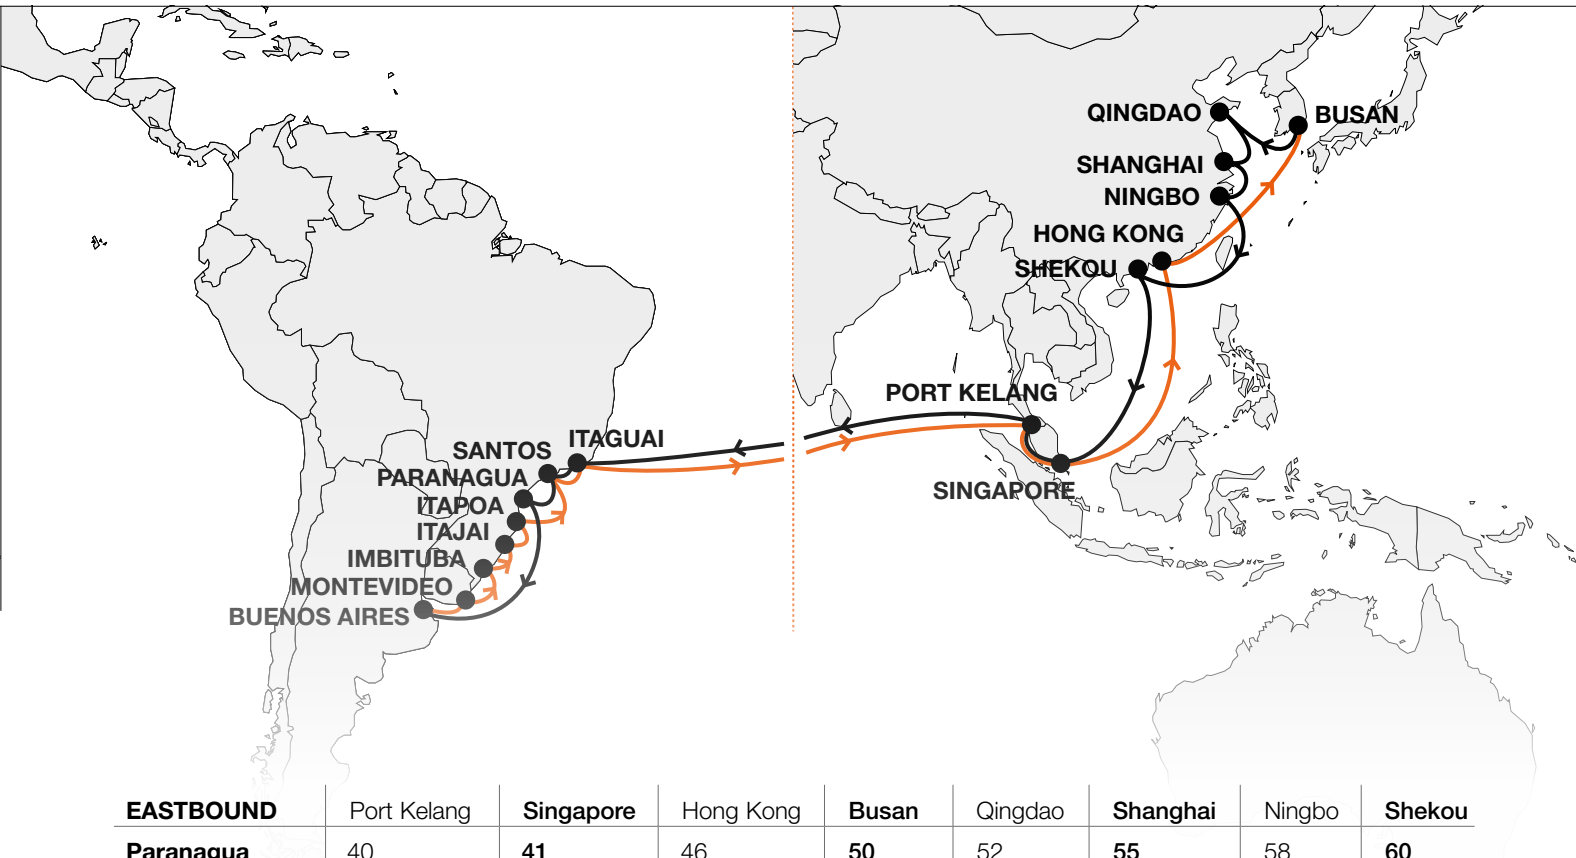 QINGDAO
BUSAN
SHANGHAI
NINGBO
HONG KONG
SHEKOU
PORT KELANG
SINGAPORE
ITAGUAI
SANTOS
PARANAGUA
ITAPOA
ITAJAI
IMBITUBA
MONTEVIDEO
BUENOS AIRES
EASTBOUND Port Kelang Singapore Hong Kong Busan Qingdao Shanghai Ningbo Shekou
Paranagua 40 41 46 50 52 55 58 60